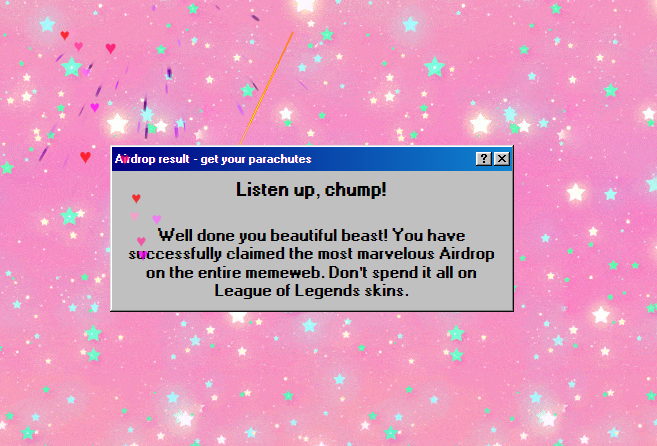 Airdrop result - get your parachutes
Listen up, chump!
Well done you beautiful beast! You have
successfully claimed the most marvelous Airdrop
on the entire memeweb. Don't spend it all on
League of Legends skins.